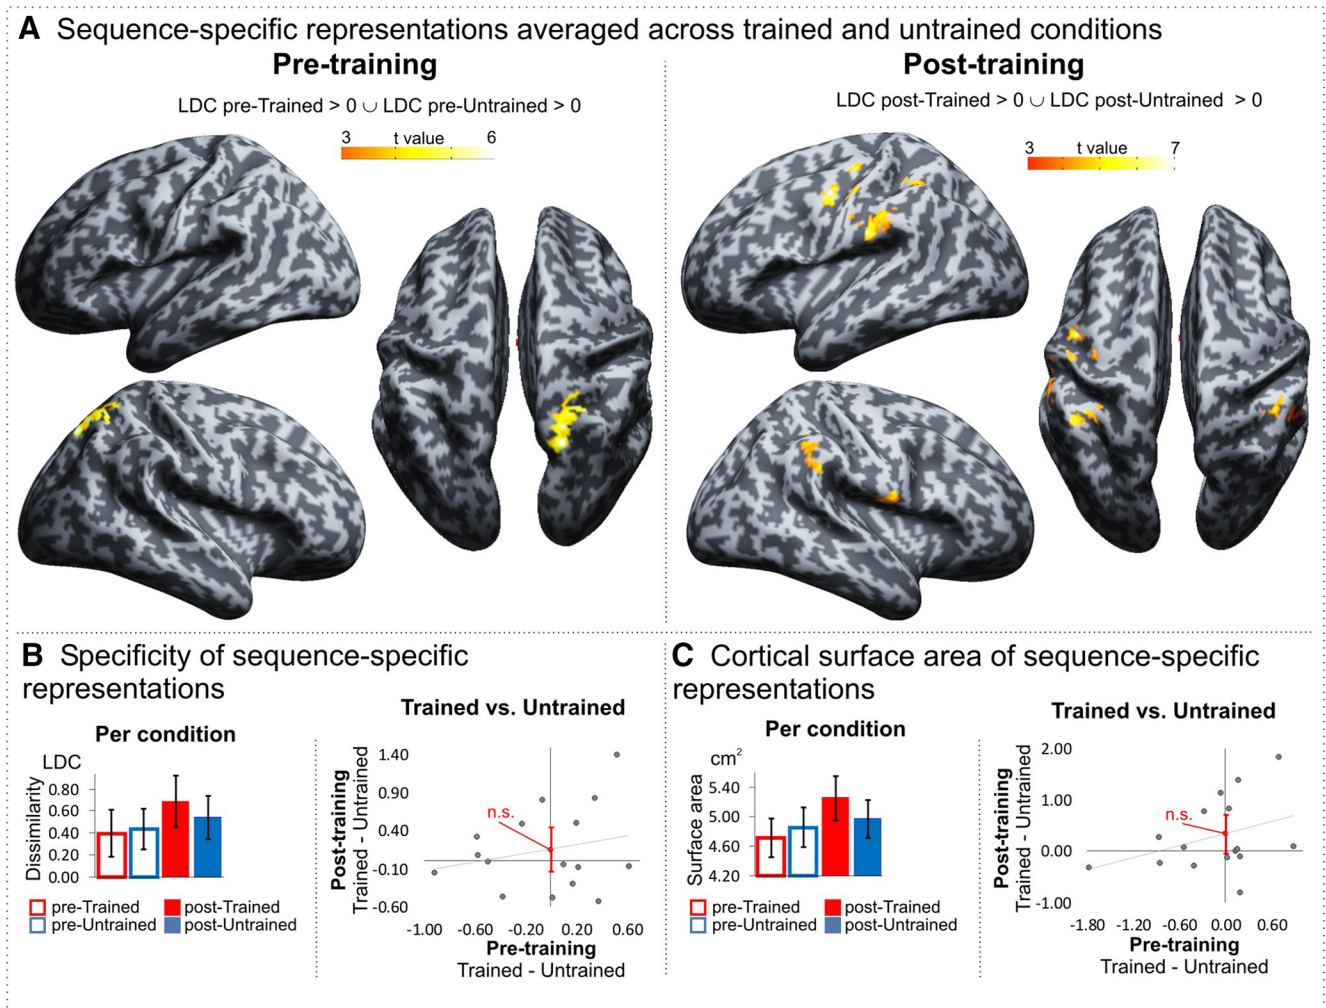 A Sequence-specific representations averaged across trained and untrained conditions
Pre-training
LDC pre-Trained > 0 ∪ LDC pre-Untrained > 0
3 t value 6
Post-training
LDC post-Trained > 0 ∪ LDC post-Untrained > 0
3 t value 7
B Specificity of sequence-specific
representations
Per condition
LDC
Dissimilarity
0.80
0.60
0.40
0.20
0.00
pre-Trained
post-Trained
pre-Untrained
post-Untrained
Trained vs. Untrained
Post-training
Trained - Untrained
1.40
0.90
0.40
-0.10
-0.60
n.s.
-1.00 -0.60 -0.20 0.20 0.60
Pre-training
Trained - Untrained
C Cortical surface area of sequence-specific
representations
Per condition
cm²
Surface area
5.40
5.00
4.60
4.20
pre-Trained
post-Trained
pre-Untrained
post-Untrained
Trained vs. Untrained
Post-training
Trained - Untrained
2.00
1.00
0.00
-1.00
n.s.
-1.80 -1.20 -0.60 0.00 0.60
Pre-training
Trained - Untrained